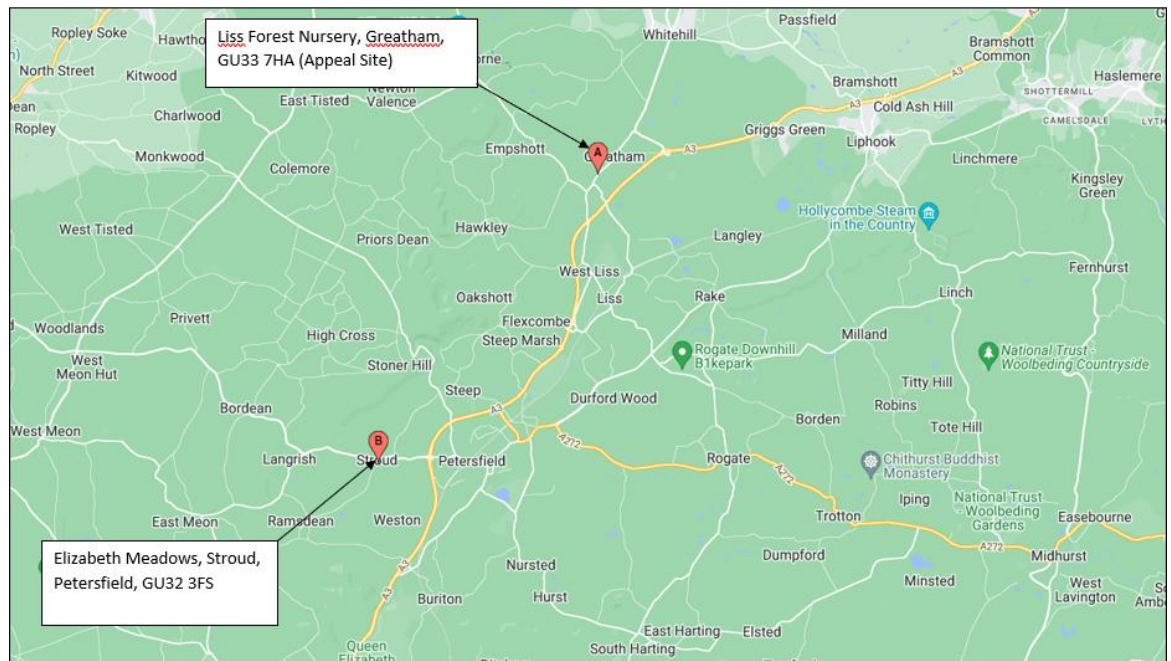 Liss Forest Nursery, Greatham,
GU33 7HA (Appeal Site)
Ropley Soke
North Street
Kitwood
Ropley
Charlwood
East Tisted
Newton
Valence
Monkwood
Colemore
Empshott
A
Whitehill
Passfield
Bramshott
Common
Bramshott
A3
Cold Ash Hill
Haslemere
SHOTTERMILL
CAMELSDALE
Griggs Green
A3
Liphook
Linchmere
Kingsley
Green
Hollycombe Steam
in the Country
West Tisted
Priors Dean
Hawkley
Langley
Fernhurst
West Liss
Linch
Oakshott
Liss
Rake
Woodlands
Privett
High Cross
Flexcombe
Steep Marsh
Milland
West
Meon Hut
Stoner Hill
Rogate Downhill
B1kepark
National Trust -
Woolbeding Countryside
Steep
Durford Wood
Titty Hill
Bordean
A3
Borden
Robins
West Meon
B
A272
Tote Hill
Langrish
Stroud
Petersfield
Rogate
Chithurst Buddhist
Monastery
A272
Iping
National Trust
Woolbeding
Gardens
East Meon
Ramsdean
Weston
Trotton
Easebourne
A272
Elizabeth Meadows, Stroud,
Petersfield, GU32 3FS
Nursted
Dumpford
Midhurst
Minsted
A3
Buriton
Hurst
West
Lavington
East Harting
Elsted
Queen
Elizabeth
South Harting